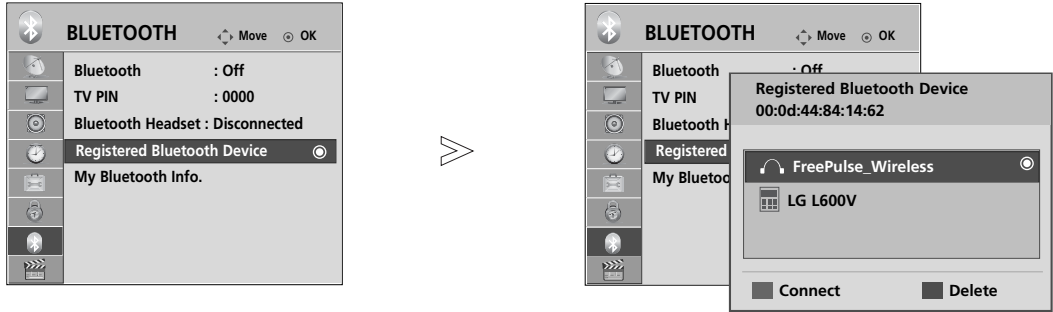 BLUETOOTH Move OK
Bluetooth : Off
TV PIN : 0000
Bluetooth Headset : Disconnected
Registered Bluetooth Device
My Bluetooth Info.
BLUETOOTH Move OK
Bluetooth : Off
TV PIN
Bluetooth H
Registered
My Bluetoo
Registered Bluetooth Device
00:0d:44:84:14:62
FreePulse_Wireless
LG L600V
Connect Delete